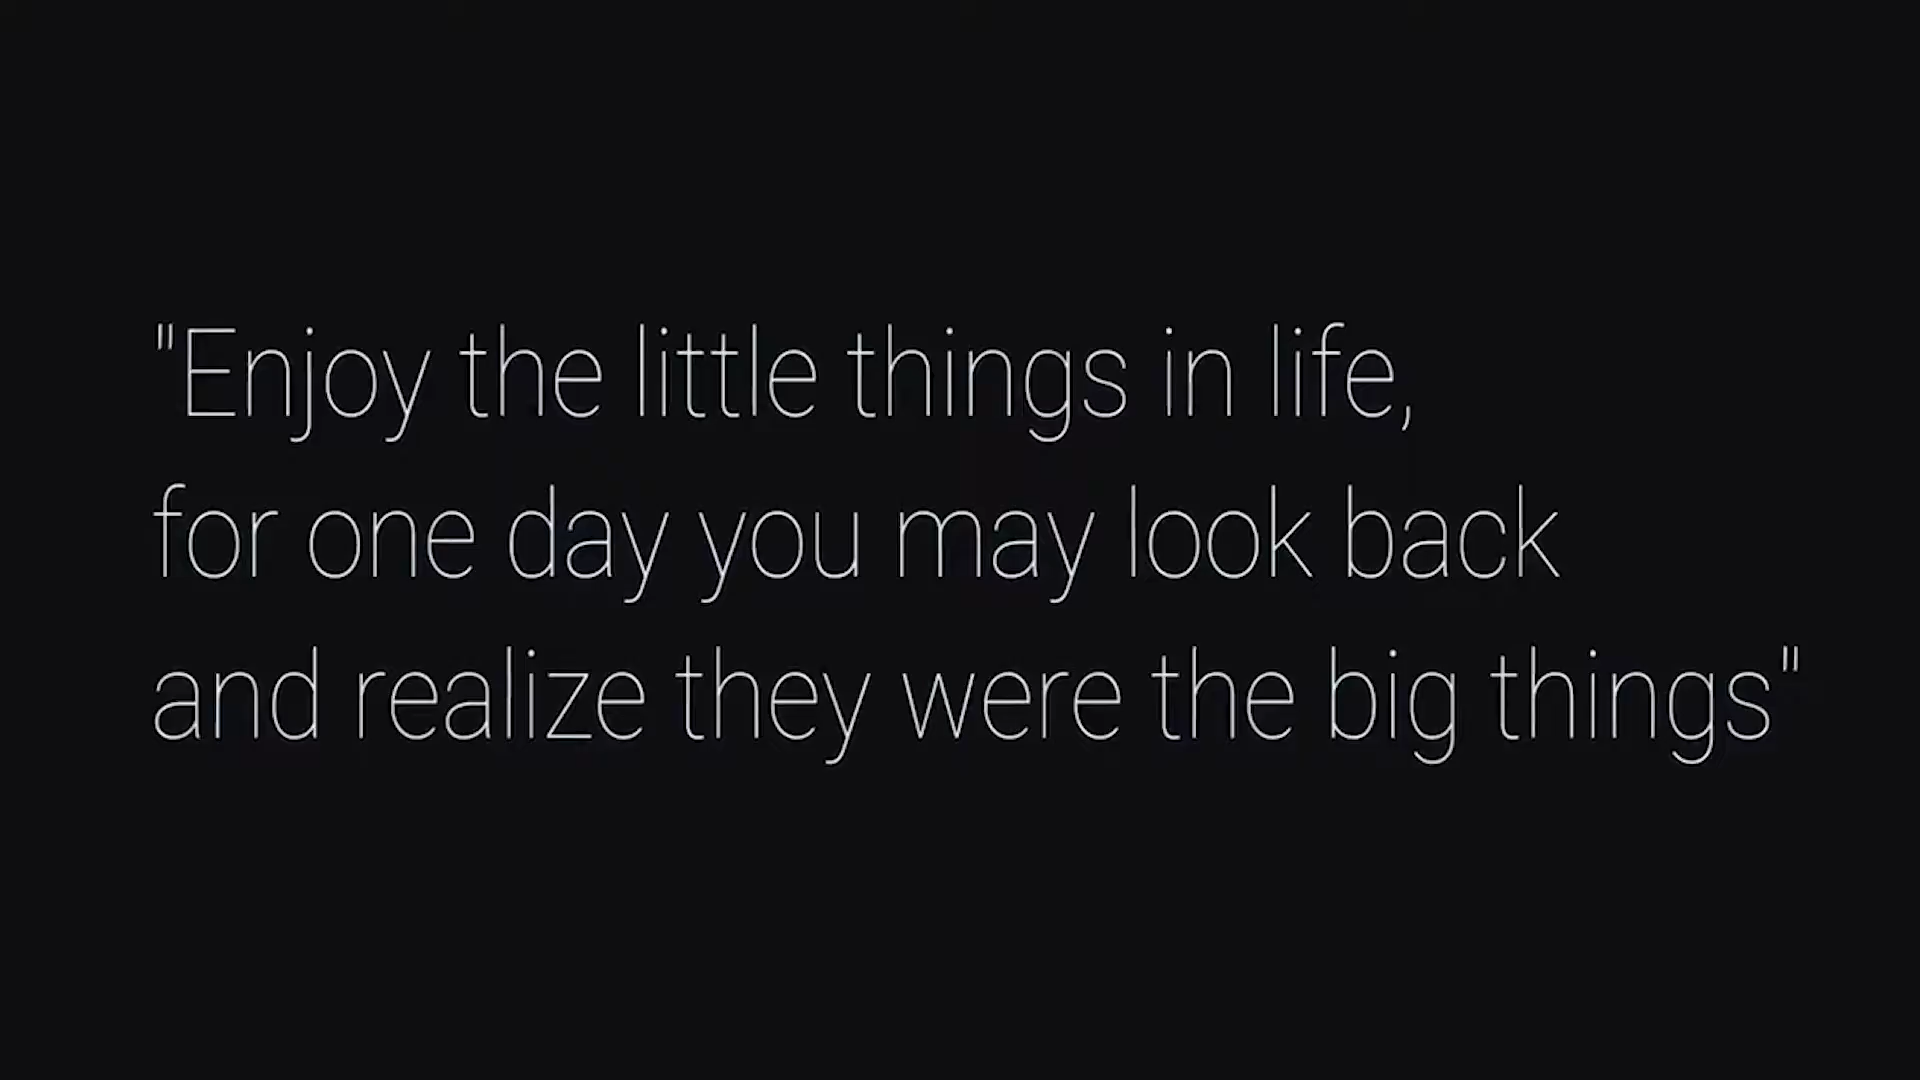 "Enjoy the little things in life,
for one day you may look back
and realize they were the big things"